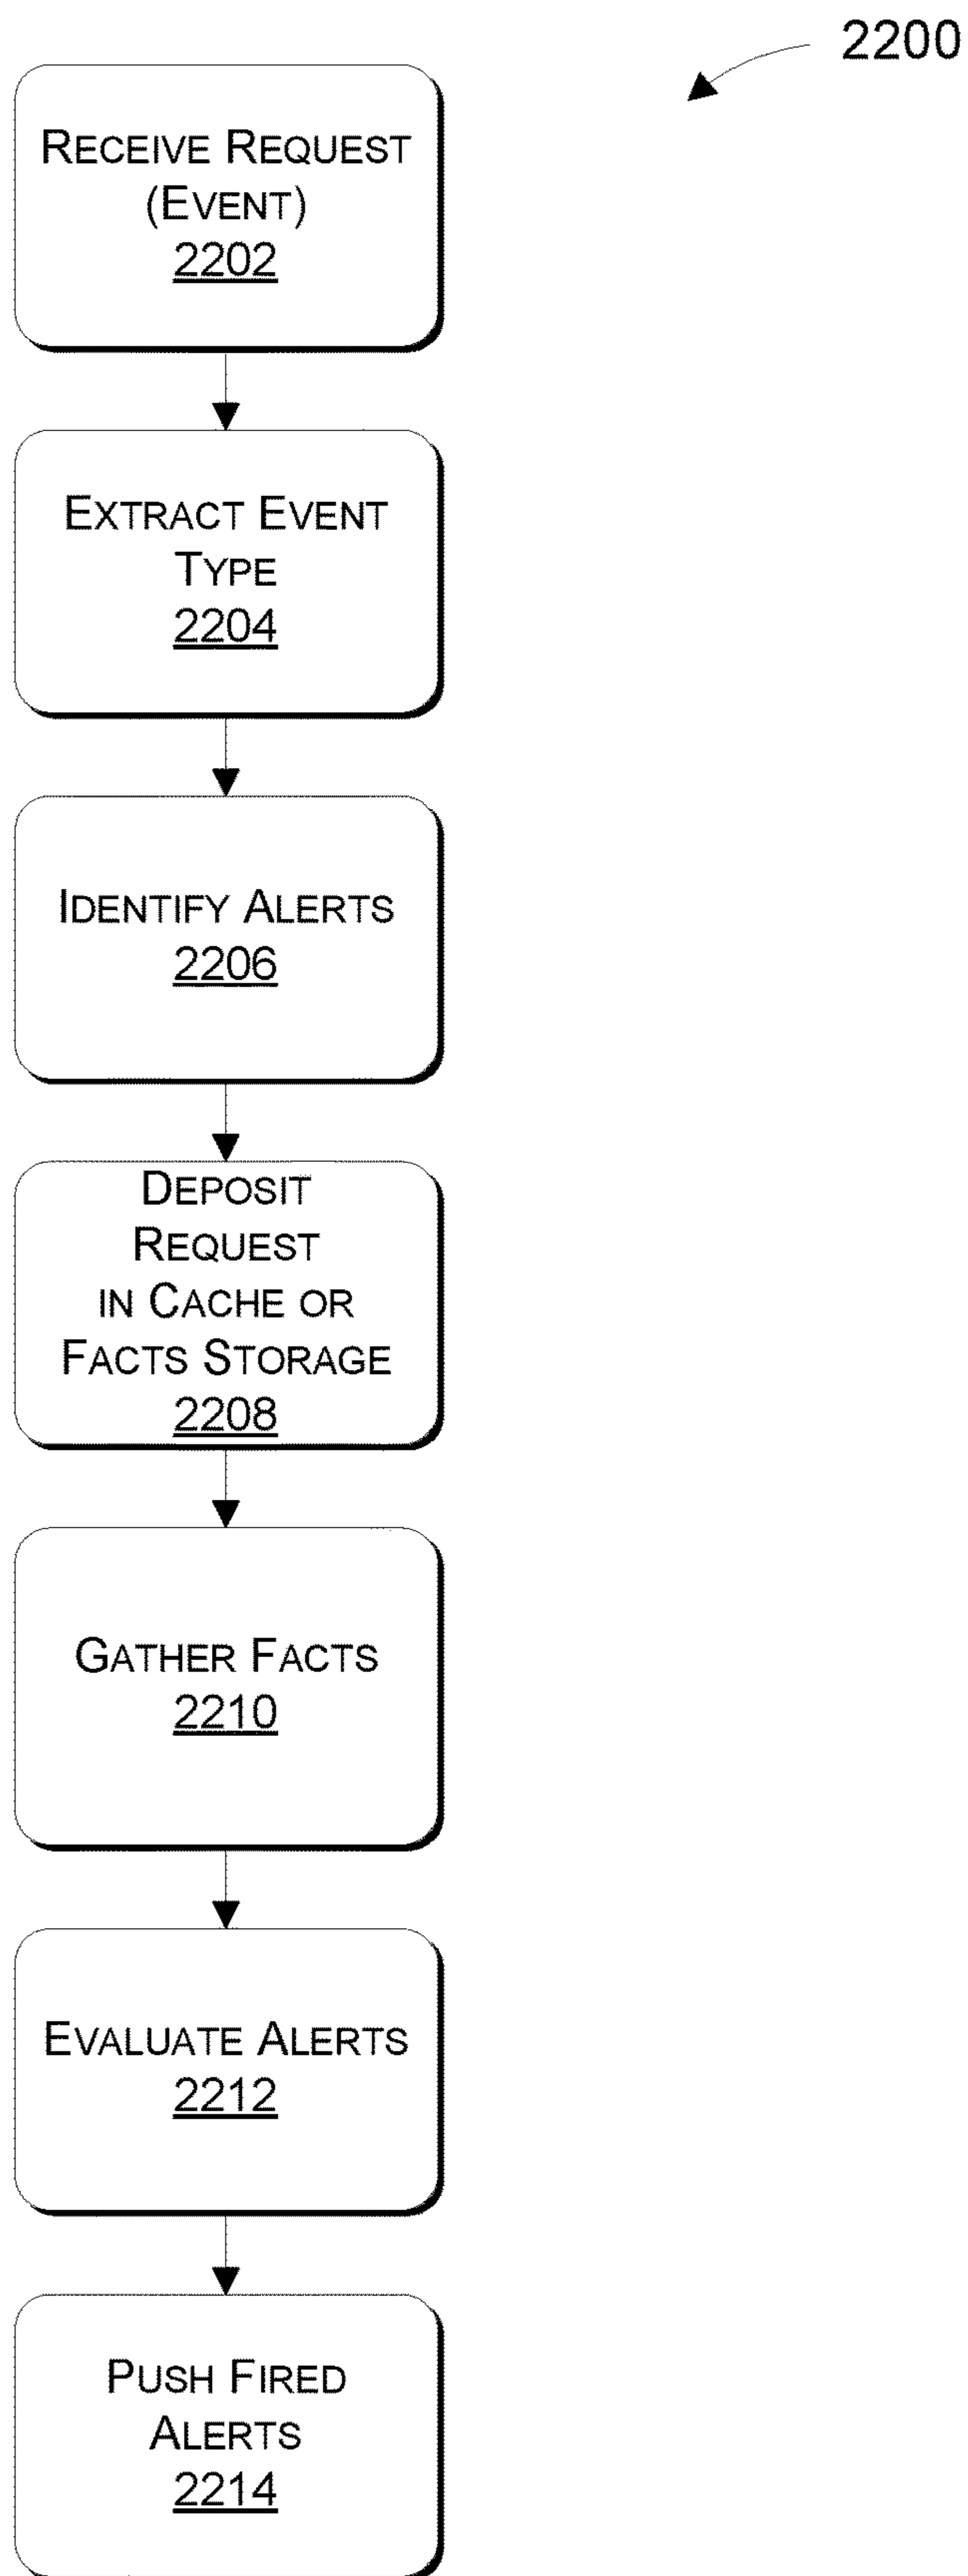 2200
RECEIVE REQUEST
(EVENT)
2202
EXTRACT EVENT
TYPE
2204
IDENTIFY ALERTS
2206
DEPOSIT
REQUEST
IN CACHE OR
FACTS STORAGE
2208
GATHER FACTS
2210
EVALUATE ALERTS
2212
PUSH FIRED
ALERTS
2214